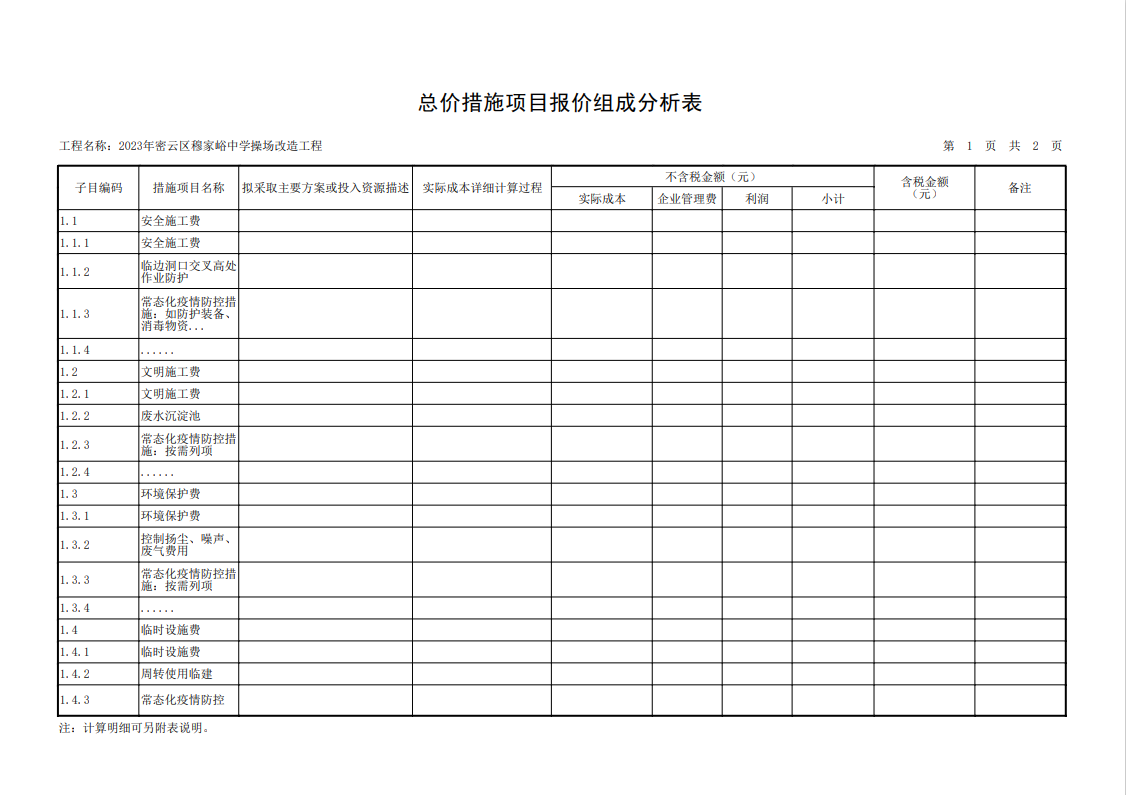 总价措施项目报价组成分析表
工程名称：2023年密云区穆家峪中学操场改造工程 第 1 页 共 2 页
子目编码 措施项目名称 拟采取主要方案或投入资源描述 实际成本详细计算过程 不含税金额（元） 含税金额 备注
（元）
实际成本 企业管理费 利润 小计
1.1 安全施工费
1.1.1 安全施工费
1.1.2 临边洞口交叉高处
作业防护
1.1.3 常态化疫情防控措
施：如防护装备、
消毒物资...
1.1.4 ......
1.2 文明施工费
1.2.1 文明施工费
1.2.2 废水沉淀池
1.2.3 常态化疫情防控措
施：按需列项
1.2.4 ......
1.3 环境保护费
1.3.1 环境保护费
1.3.2 控制扬尘、噪声、
废气费用
1.3.3 常态化疫情防控措
施：按需列项
1.3.4 ......
1.4 临时设施费
1.4.1 临时设施费
1.4.2 周转使用临建
1.4.3 常态化疫情防控
注：计算明细可另附表说明。